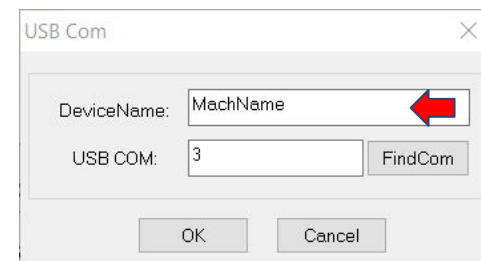 USB Com
DeviceName: MachName
USB COM: 3 FindCom
OK Cancel